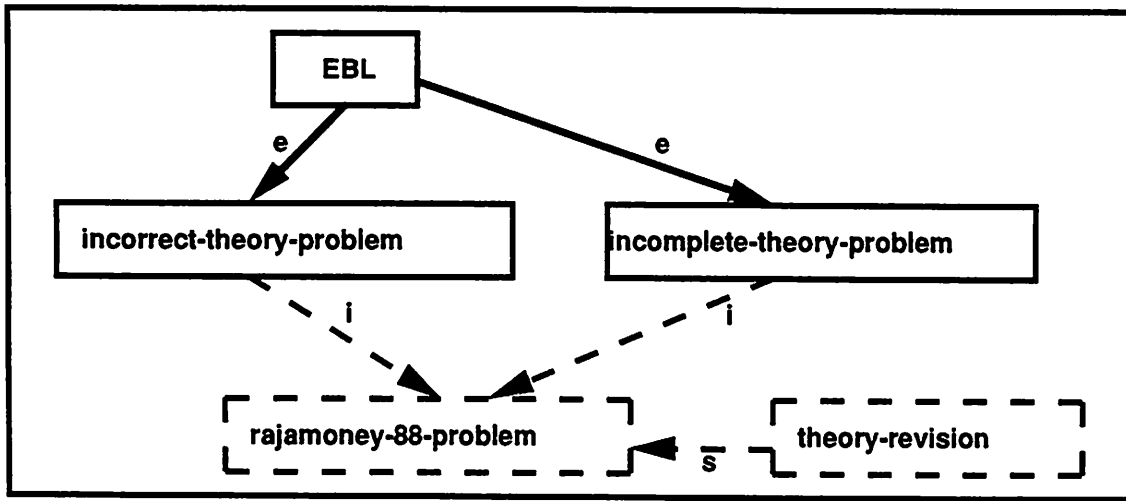 EBL
e
e
incorrect-theory-problem
incomplete-theory-problem
i
i
rajamoney-88-problem
theory-revision
s